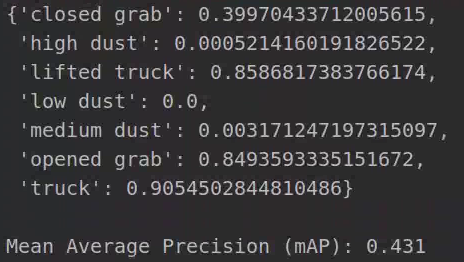 {'closed grab': 0.39970433712005615,
'high dust': 0.0005214160191826522,
'lifted truck': 0.8586817383766174,
'low dust': 0.0,
'medium dust': 0.003171247197315097,
'opened grab': 0.8493593335151672,
'truck': 0.9054502844810486}
Mean Average Precision (mAP): 0.431